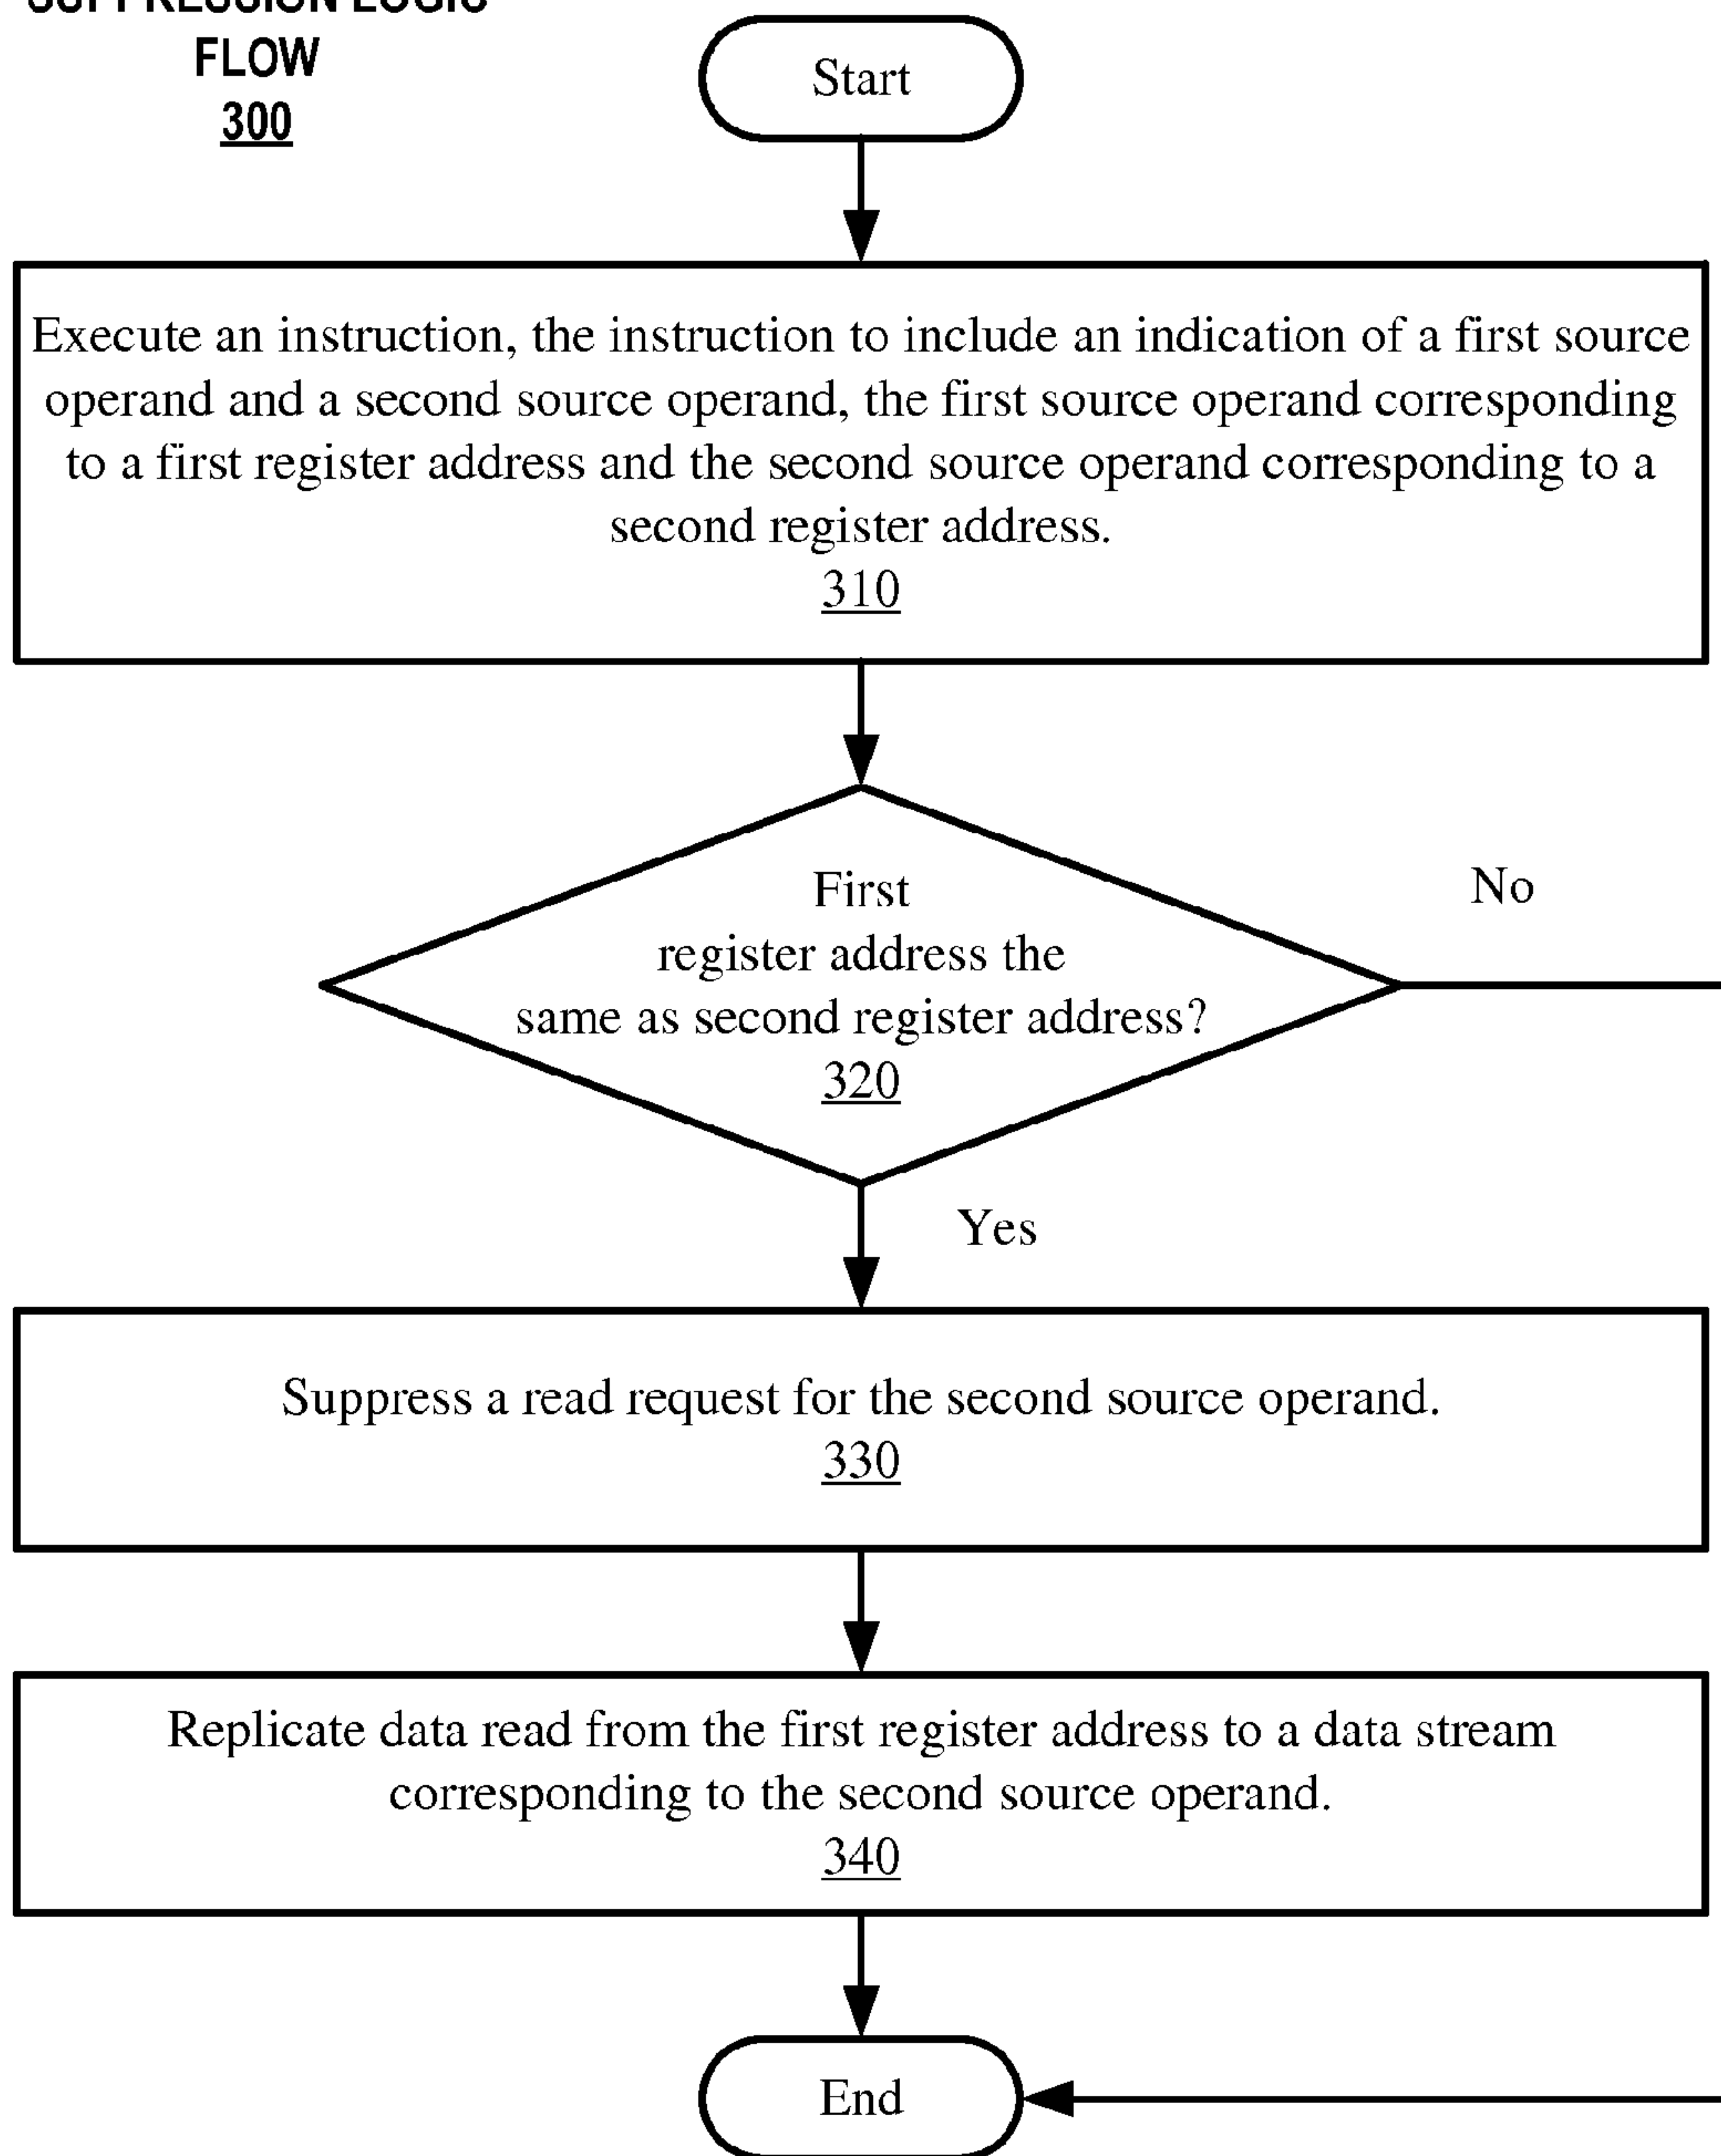 SUPPRESSION LOGIC
FLOW
300
Start
Execute an instruction, the instruction to include an indication of a first source
operand and a second source operand, the first source operand corresponding
to a first register address and the second source operand corresponding to a
second register address.
310
First
register address the
same as second register address?
320
No
Yes
Suppress a read request for the second source operand.
330
Replicate data read from the first register address to a data stream
corresponding to the second source operand.
340
End